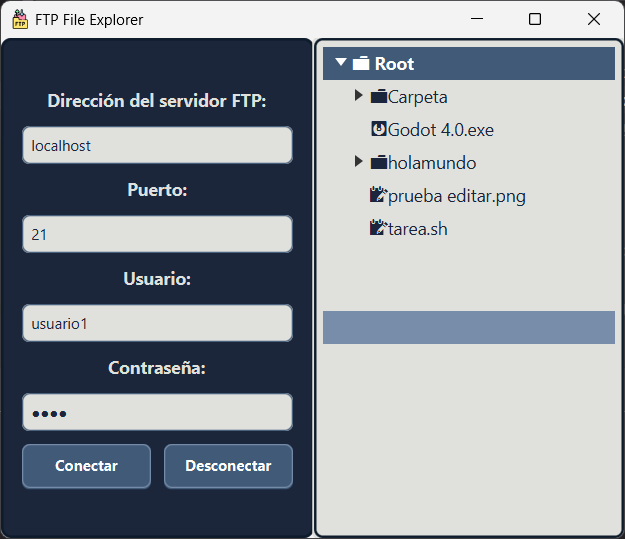 FTP File Explorer
Dirección del servidor FTP:
localhost
Puerto:
21
Usuario:
usuario1
Contraseña:
••••
Conectar
Desconectar
Root
Carpeta
Godot 4.0.exe
holamundo
prueba editar.png
tarea.sh